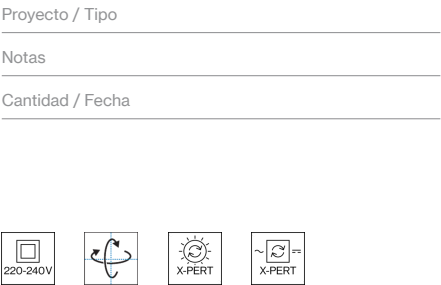 Proyecto / Tipo
Notas
Cantidad / Fecha
220-240V
X-PERT
X-PERT